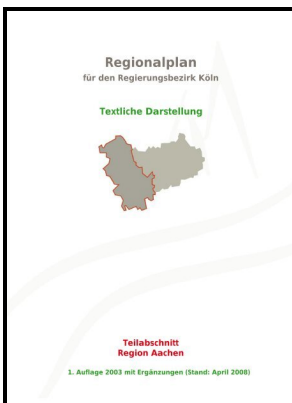 Regionalplan
für den Regierungsbezirk Köln
Textliche Darstellung
Teilabschnitt
Region Aachen
1. Auflage 2003 mit Ergänzungen (Stand: April 2008)